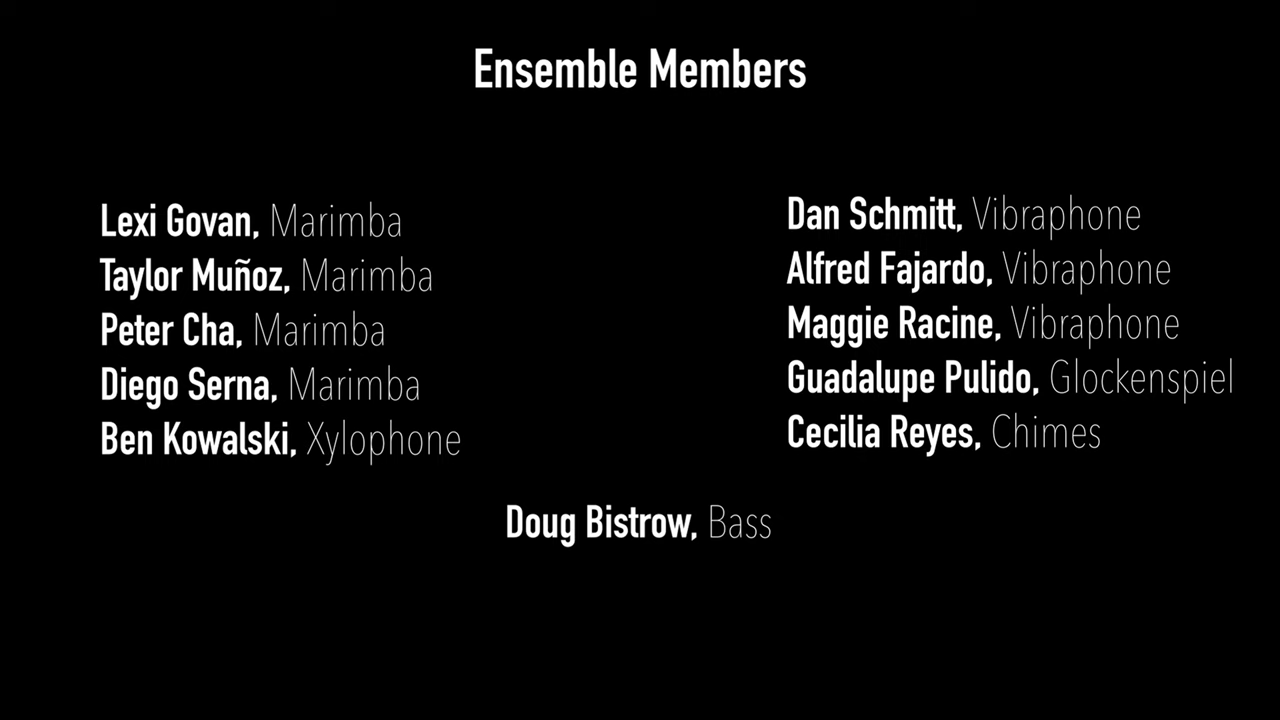 Ensemble Members
Lexi Govan, Marimba
Taylor Muñoz, Marimba
Peter Cha, Marimba
Diego Serna, Marimba
Ben Kowalski, Xylophone
Dan Schmitt, Vibraphone
Alfred Fajardo, Vibraphone
Maggie Racine, Vibraphone
Guadalupe Pulido, Glockenspiel
Cecilia Reyes, Chimes
Doug Bistrow, Bass